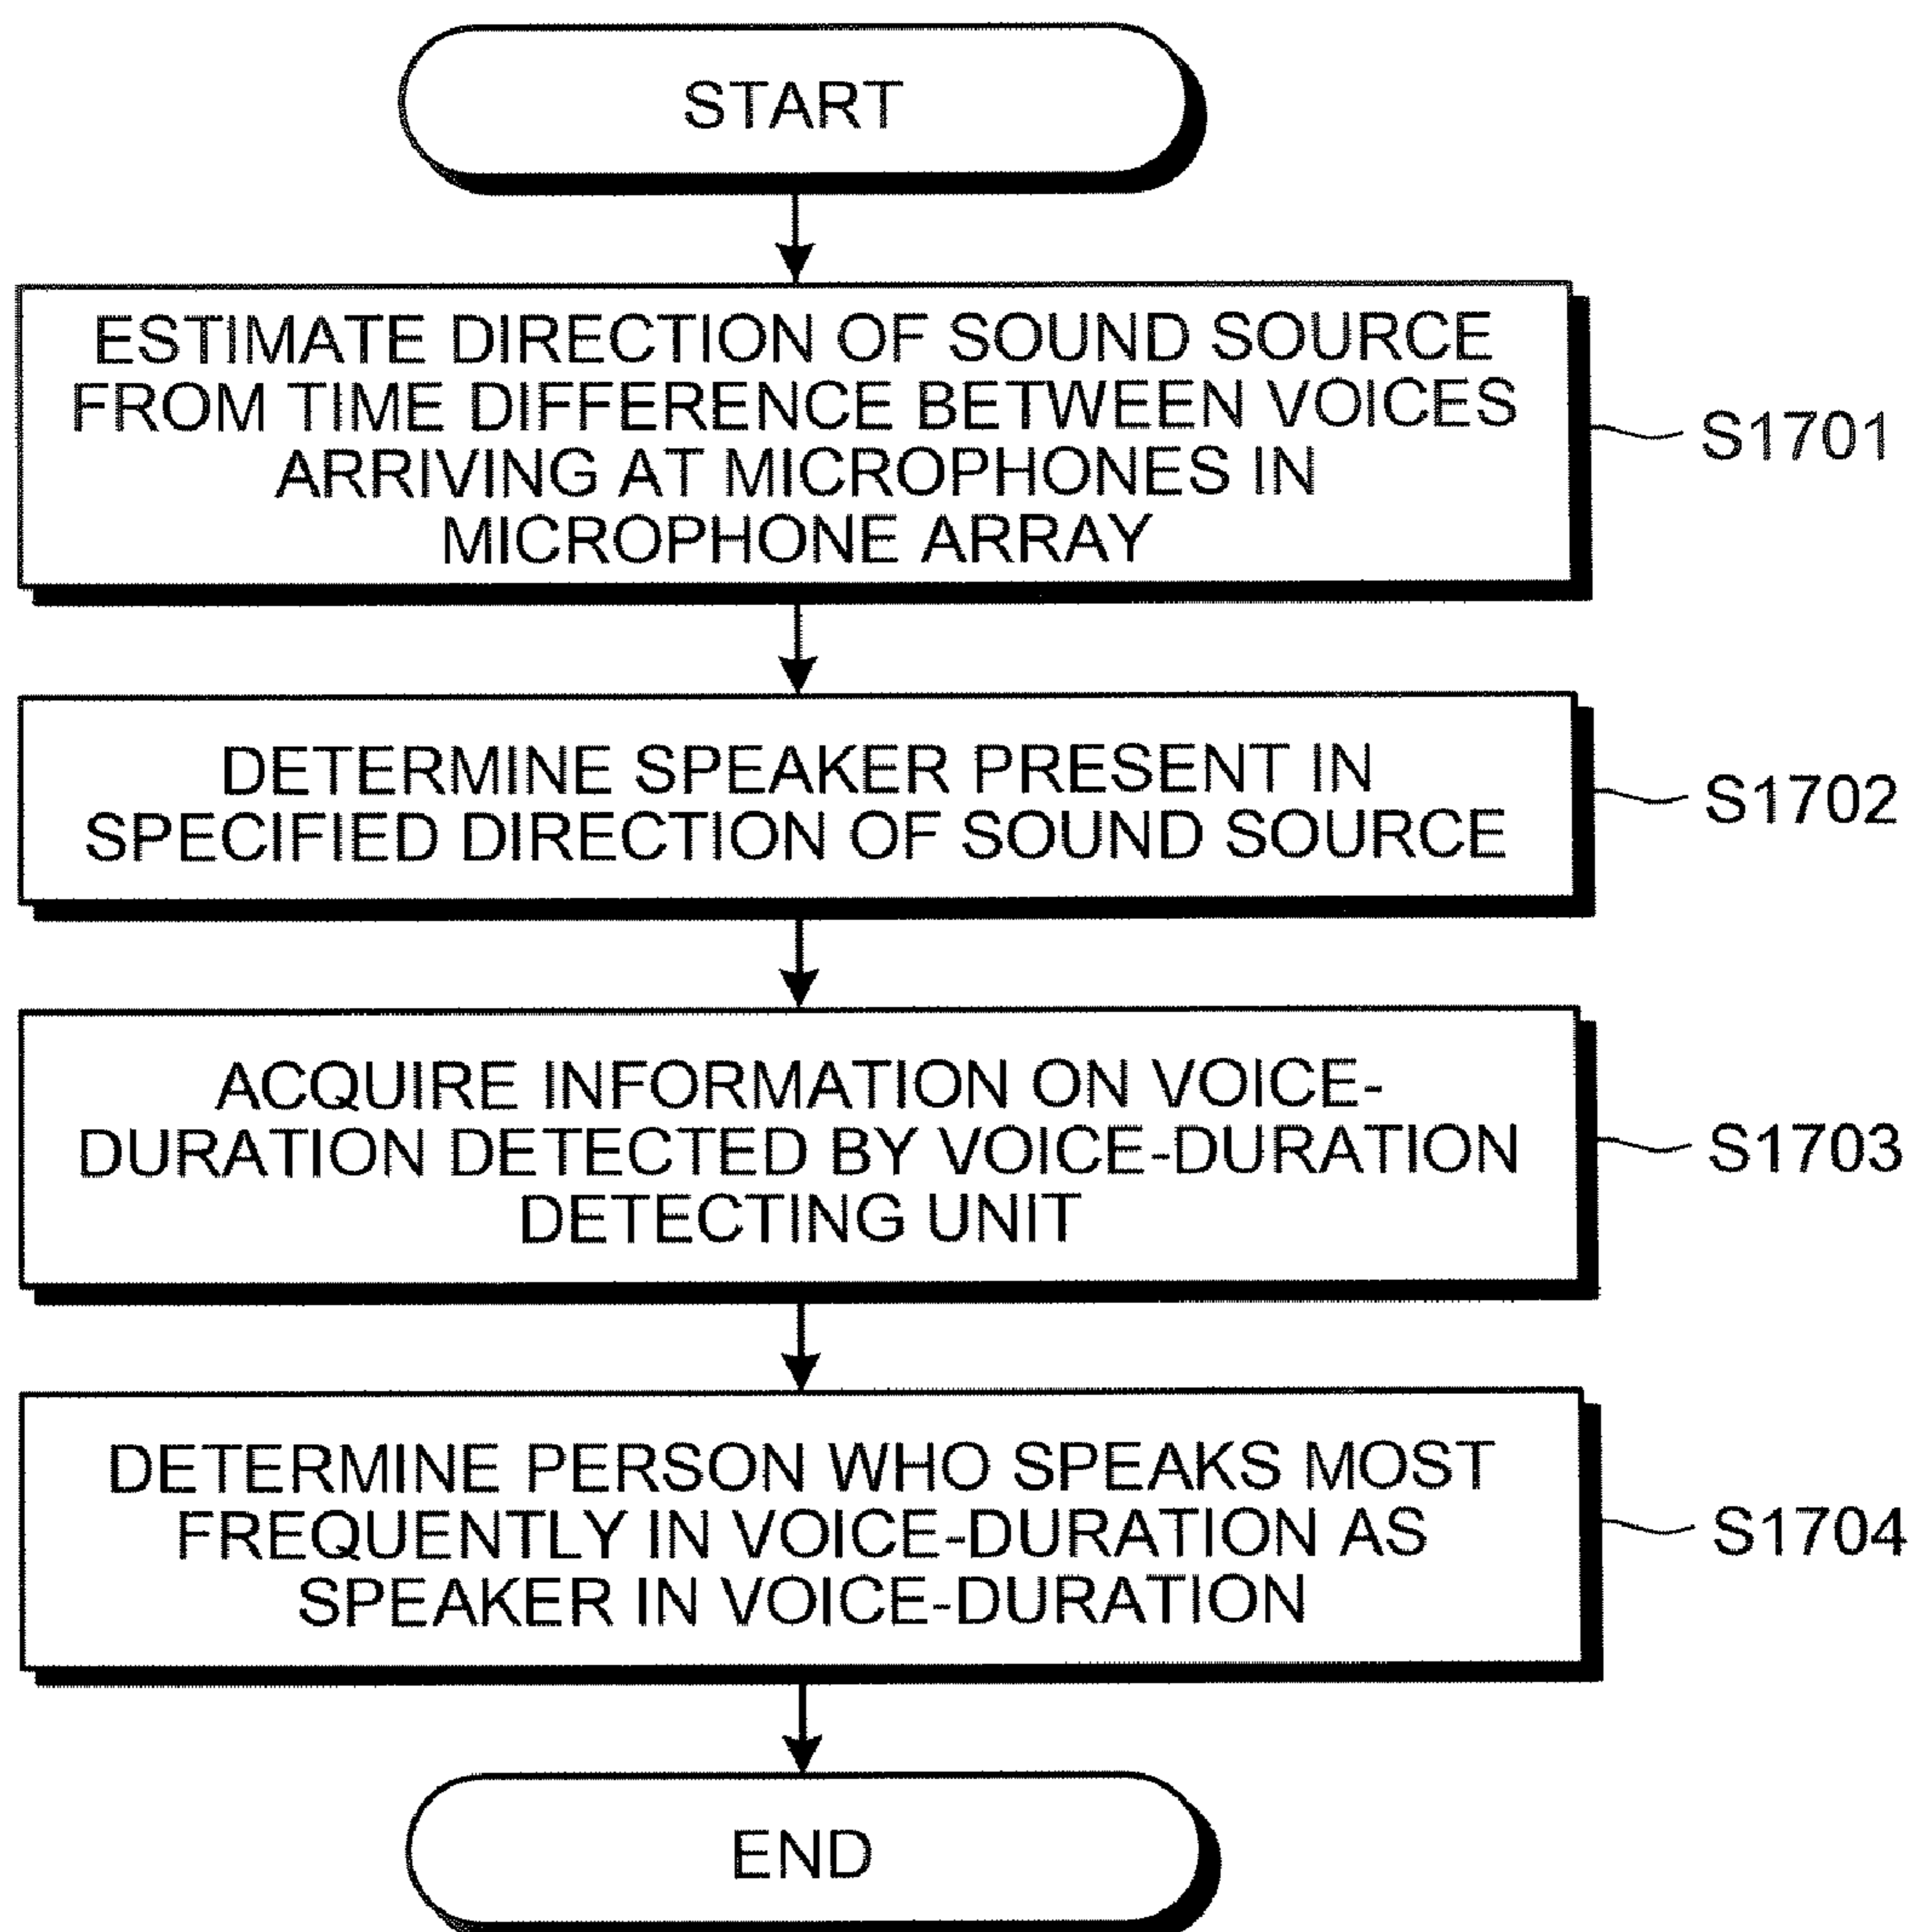 START
ESTIMATE DIRECTION OF SOUND SOURCE
FROM TIME DIFFERENCE BETWEEN VOICES
ARRIVING AT MICROPHONES IN
MICROPHONE ARRAY
S1701
DETERMINE SPEAKER PRESENT IN
SPECIFIED DIRECTION OF SOUND SOURCE
S1702
ACQUIRE INFORMATION ON VOICE-
DURATION DETECTED BY VOICE-DURATION
DETECTING UNIT
S1703
DETERMINE PERSON WHO SPEAKS MOST
FREQUENTLY IN VOICE-DURATION AS
SPEAKER IN VOICE-DURATION
S1704
END